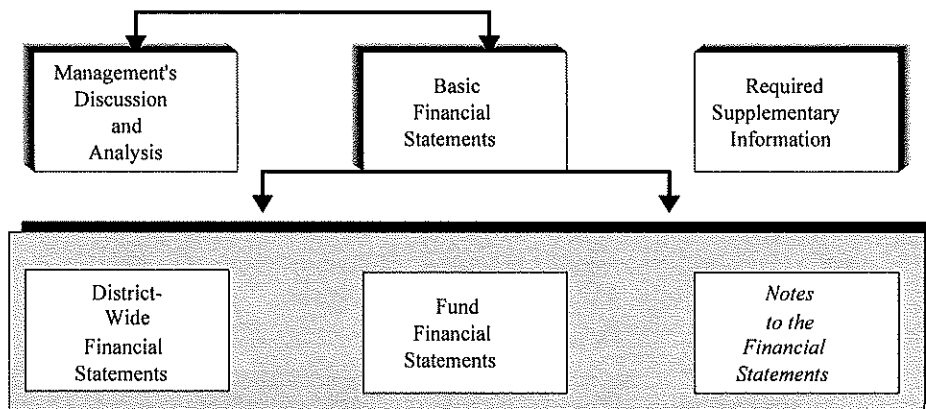 Management's
Discussion
and
Analysis
Basic
Financial
Statements
Required
Supplementary
Information
District-
Wide
Financial
Statements
Fund
Financial
Statements
Notes
to the
Financial
Statements